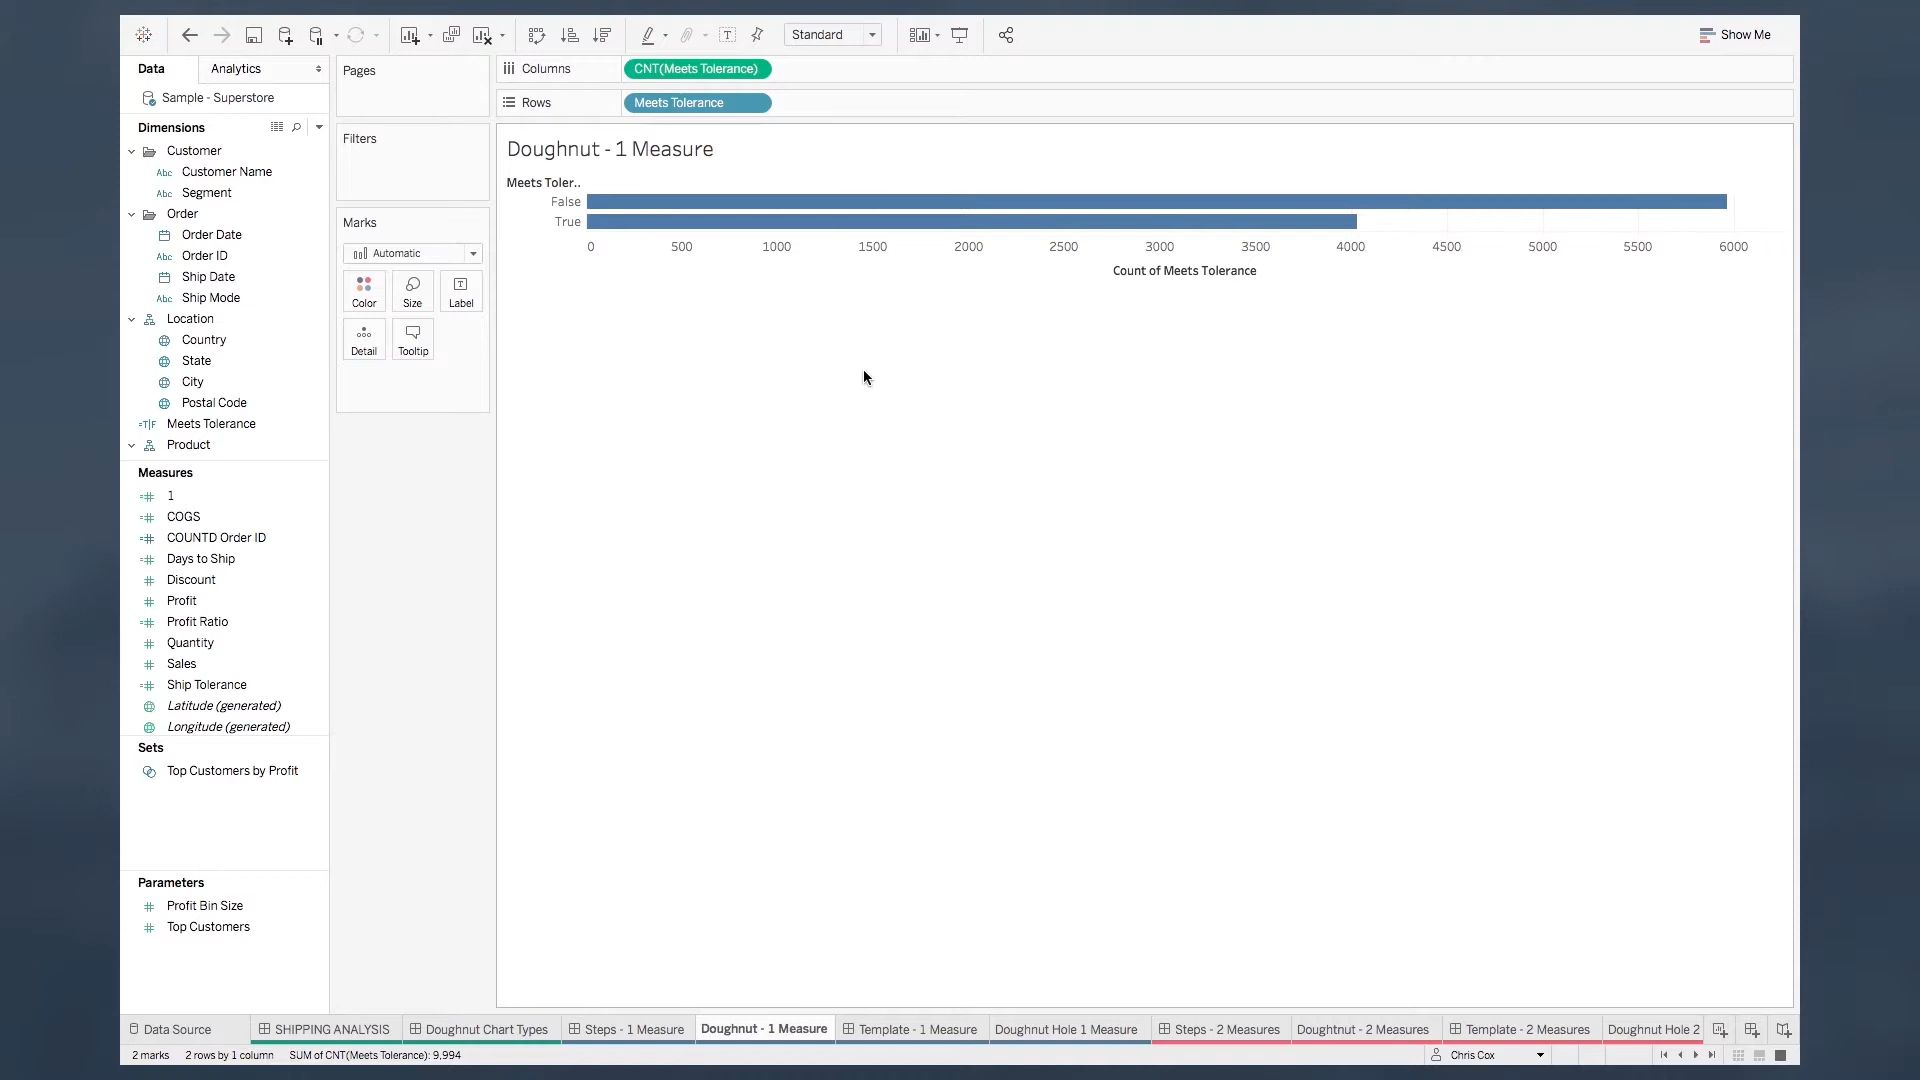 Standard
Show Me
Data
Analytics
Pages
Columns
CNT(Meets Tolerance)
Sample - Superstore
Rows
Meets Tolerance
Dimensions
Filters
Customer
Abc Customer Name
Abc Segment
Order
Order Date
Abc Order ID
Ship Date
Abc Ship Mode
Location
Country
State
City
Postal Code
=T|F Meets Tolerance
Product
Measures
=# 1
=# COGS
=# COUNTD Order ID
=# Days to Ship
# Discount
# Profit
=# Profit Ratio
# Quantity
# Sales
=# Ship Tolerance
Latitude (generated)
Longitude (generated)
Sets
Top Customers by Profit
Parameters
# Profit Bin Size
# Top Customers
Marks
Automatic
Color
Size
Label
Detail
Tooltip
Doughnut - 1 Measure
Meets Toler..
False
True
0 500 1000 1500 2000 2500 3000 3500 4000 4500 5000 5500 6000
Count of Meets Tolerance
Data Source
SHIPPING ANALYSIS
Doughnut Chart Types
Steps - 1 Measure
Doughnut - 1 Measure
Template - 1 Measure
Doughnut Hole 1 Measure
Steps - 2 Measures
Doughtnut - 2 Measures
Template - 2 Measures
Doughnut Hole 2
2 marks
2 rows by 1 column
SUM of CNT(Meets Tolerance): 9,994
Chris Cox